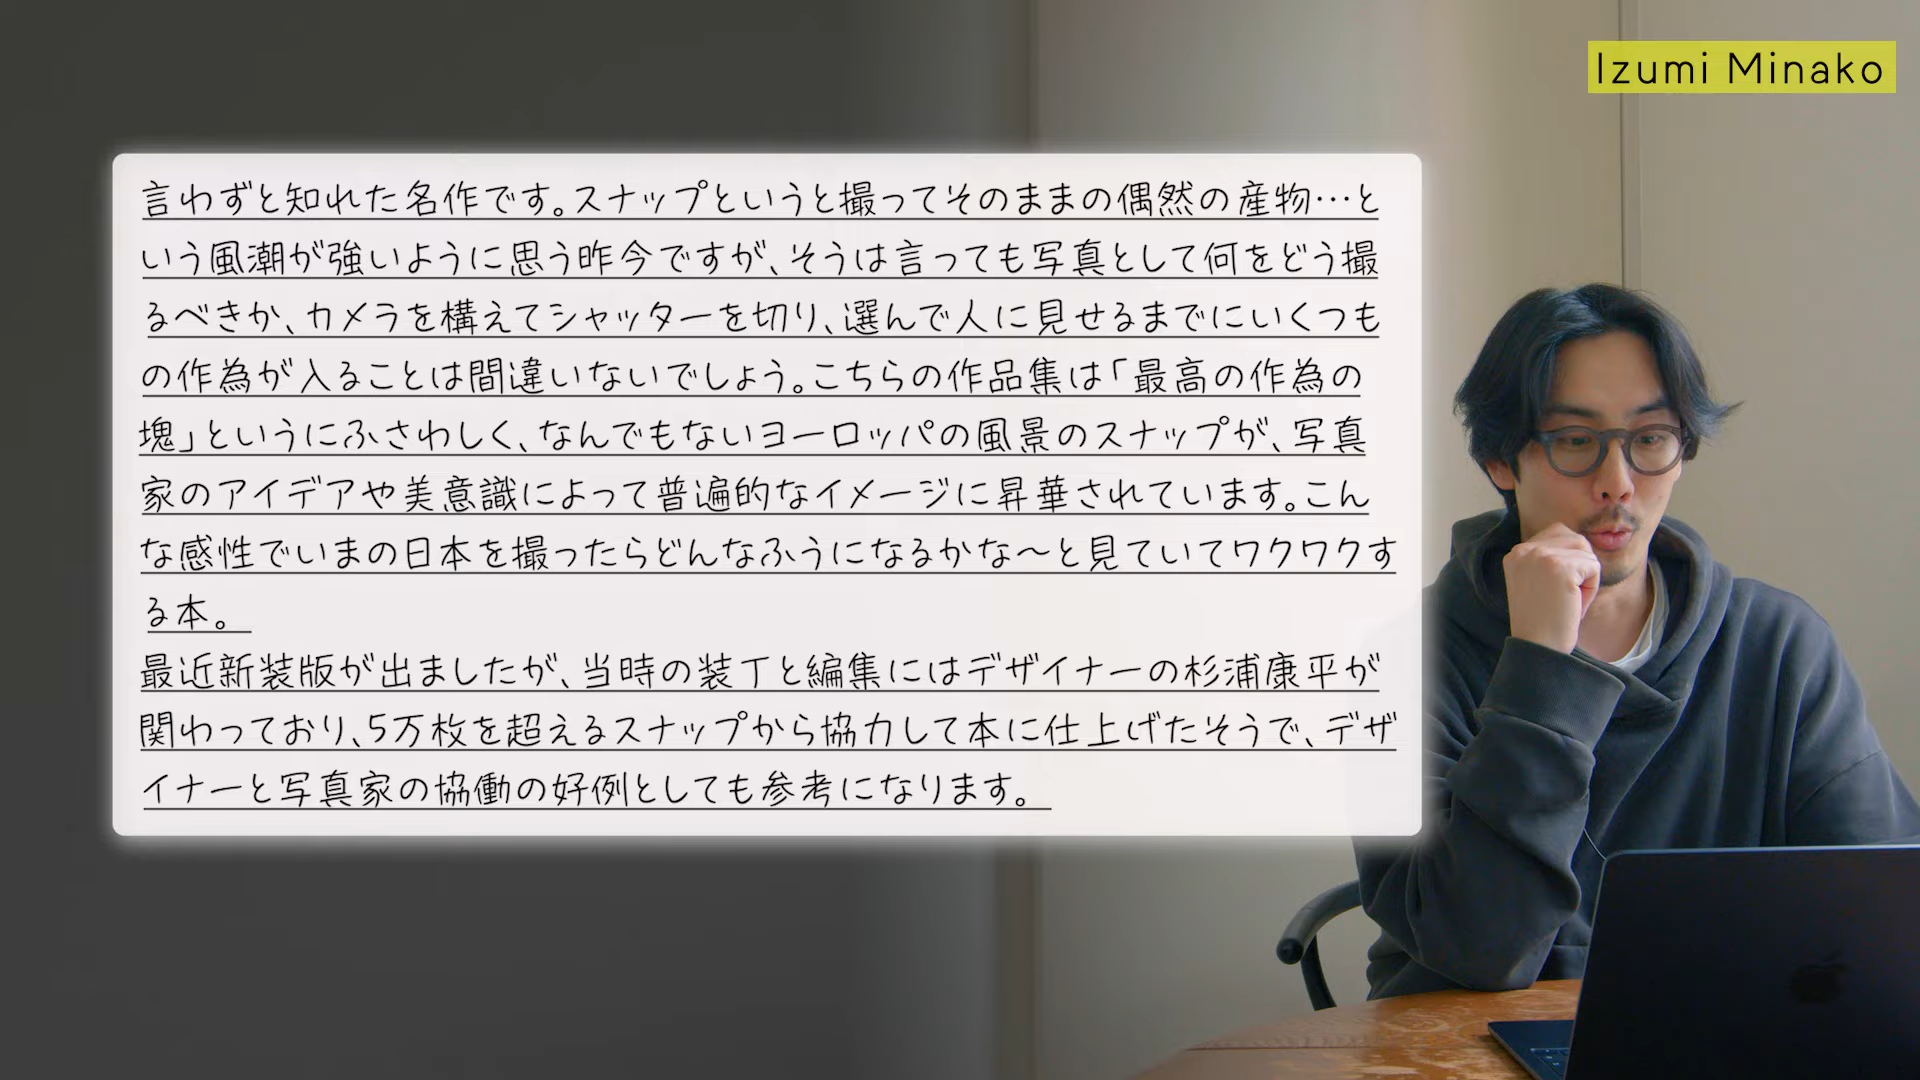 Izumi Minako
言わずと知れた名作です。スナップというと撮ってそのままの偶然の産物…と
いう風潮が強いように思う昨今ですが、そうは言っても写真として何をどう撮
るべきか、カメラを構えてシャッターを切り、選んで人に見せるまでにいくつも
の作為が入ることは間違いないでしょう。こちらの作品集は「最高の作為の
塊」というにふさわしく、なんでもないヨーロッパの風景のスナップが、写真
家のアイデアや美意識によって普遍的なイメージに昇華されています。こん
な感性でいまの日本を撮ったらどんなふうになるかな〜と見ていてワクワクす
る本。
最近新装版が出ましたが、当時の装丁と編集にはデザイナーの杉浦康平が
関わっており、5万枚を超えるスナップから協力して本に仕上げたそうで、デザ
イナーと写真家の協働の好例としても参考になります。